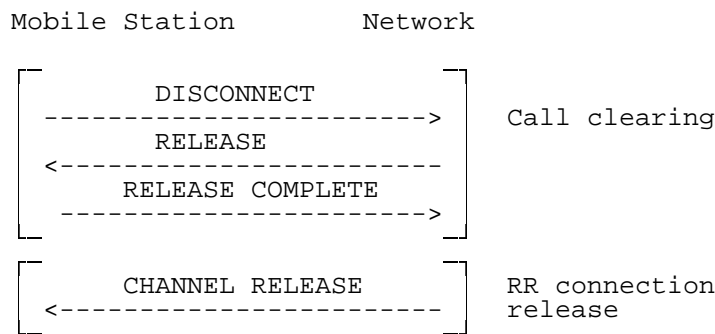 Mobile Station Network
DISCONNECT
------------------------> Call clearing
RELEASE
<------------------------
RELEASE COMPLETE
----------------------->
CHANNEL RELEASE RR connection
<------------------------ release